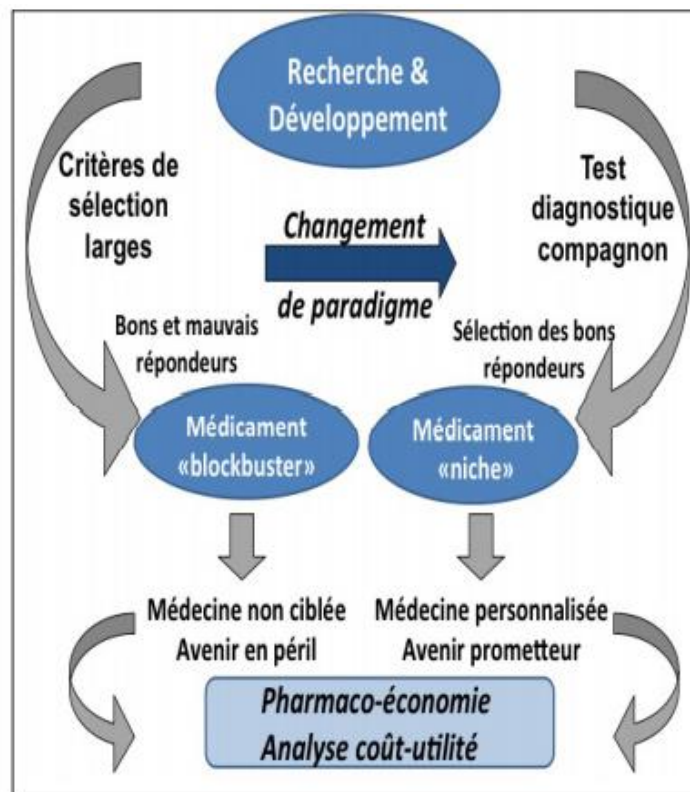 Recherche &
Développement
Critères de
sélection
larges
Test
diagnostique
compagnon
Changement
de paradigme
Bons et mauvais
répondeurs
Sélection des bons
répondeurs
Médicament
«blockbuster»
Médicament
«niche»
Médecine non ciblée
Avenir en péril
Médecine personnalisée
Avenir prometteur
Pharmaco-économie
Analyse coût-utilité